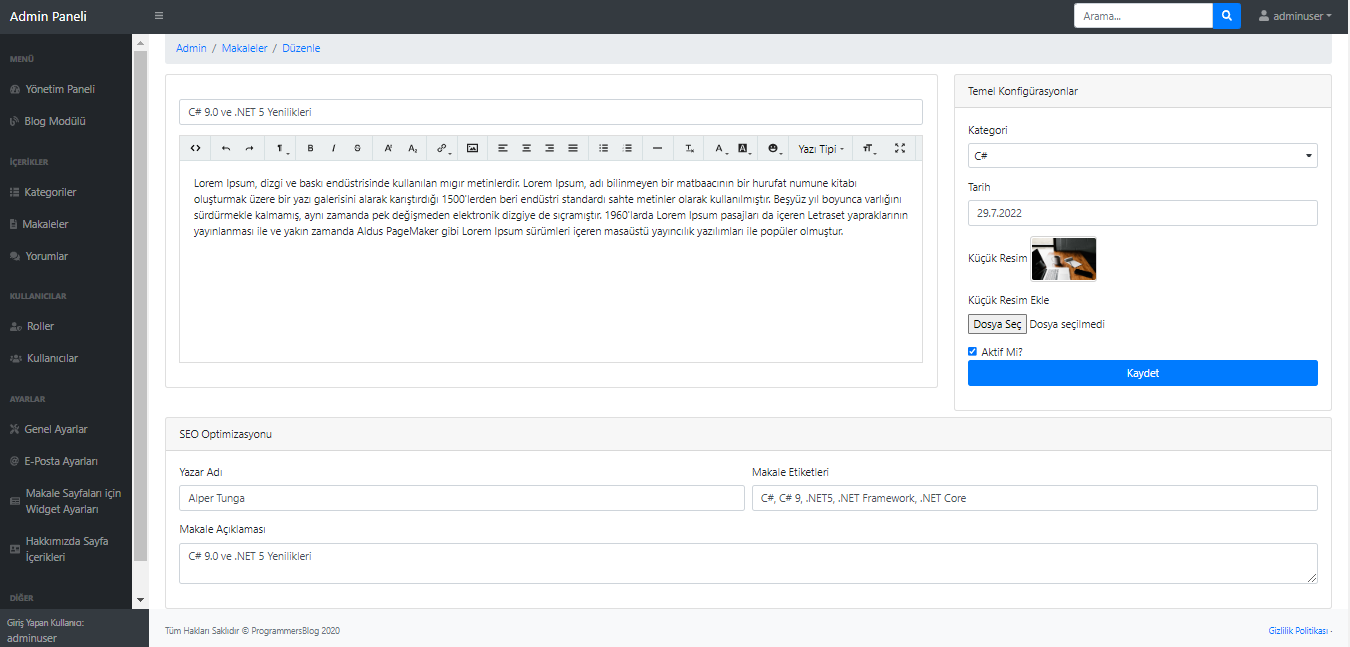 Admin Paneli
Arama...
adminuser
MENÜ
Yönetim Paneli
Blog Modülü
İÇERİKLER
Kategoriler
Makaleler
Yorumlar
KULLANICILAR
Roller
Kullanıcılar
AYARLAR
Genel Ayarlar
E-Posta Ayarları
Makale Sayfaları için
Widget Ayarları
Hakkımızda Sayfa
İçerikleri
DİĞER
Giriş Yapan Kullanıcı:
adminuser
Admin / Makaleler / Düzenle
C# 9.0 ve .NET 5 Yenilikleri
Yazı Tipi
Lorem Ipsum, dizgi ve baskı endüstrisinde kullanılan mıgır metinlerdir. Lorem Ipsum, adı bilinmeyen bir matbaacının bir hurufat numune kitabı
oluşturmak üzere bir yazı galerisini alarak karıştırdığı 1500'lerden beri endüstri standardı sahte metinler olarak kullanılmıştır. Beşyüz yıl boyunca varlığını
sürdürmekle kalmamış, aynı zamanda pek değişmeden elektronik dizgiye de sıçramıştır. 1960'larda Lorem Ipsum pasajları da içeren Letraset yapraklarının
yayınlanması ile ve yakın zamanda Aldus PageMaker gibi Lorem Ipsum sürümleri içeren masaüstü yayıncılık yazılımları ile popüler olmuştur.
Temel Konfigürasyonlar
Kategori
C#
Tarih
29.7.2022
Küçük Resim
Küçük Resim Ekle
Dosya Seç Dosya seçilmedi
Aktif Mi?
Kaydet
SEO Optimizasyonu
Yazar Adı
Alper Tunga
Makale Etiketleri
C#, C# 9, .NET5, .NET Framework, .NET Core
Makale Açıklaması
C# 9.0 ve .NET 5 Yenilikleri
Tüm Hakları Saklıdır © ProgrammersBlog 2020
Gizlilik Politikası ·